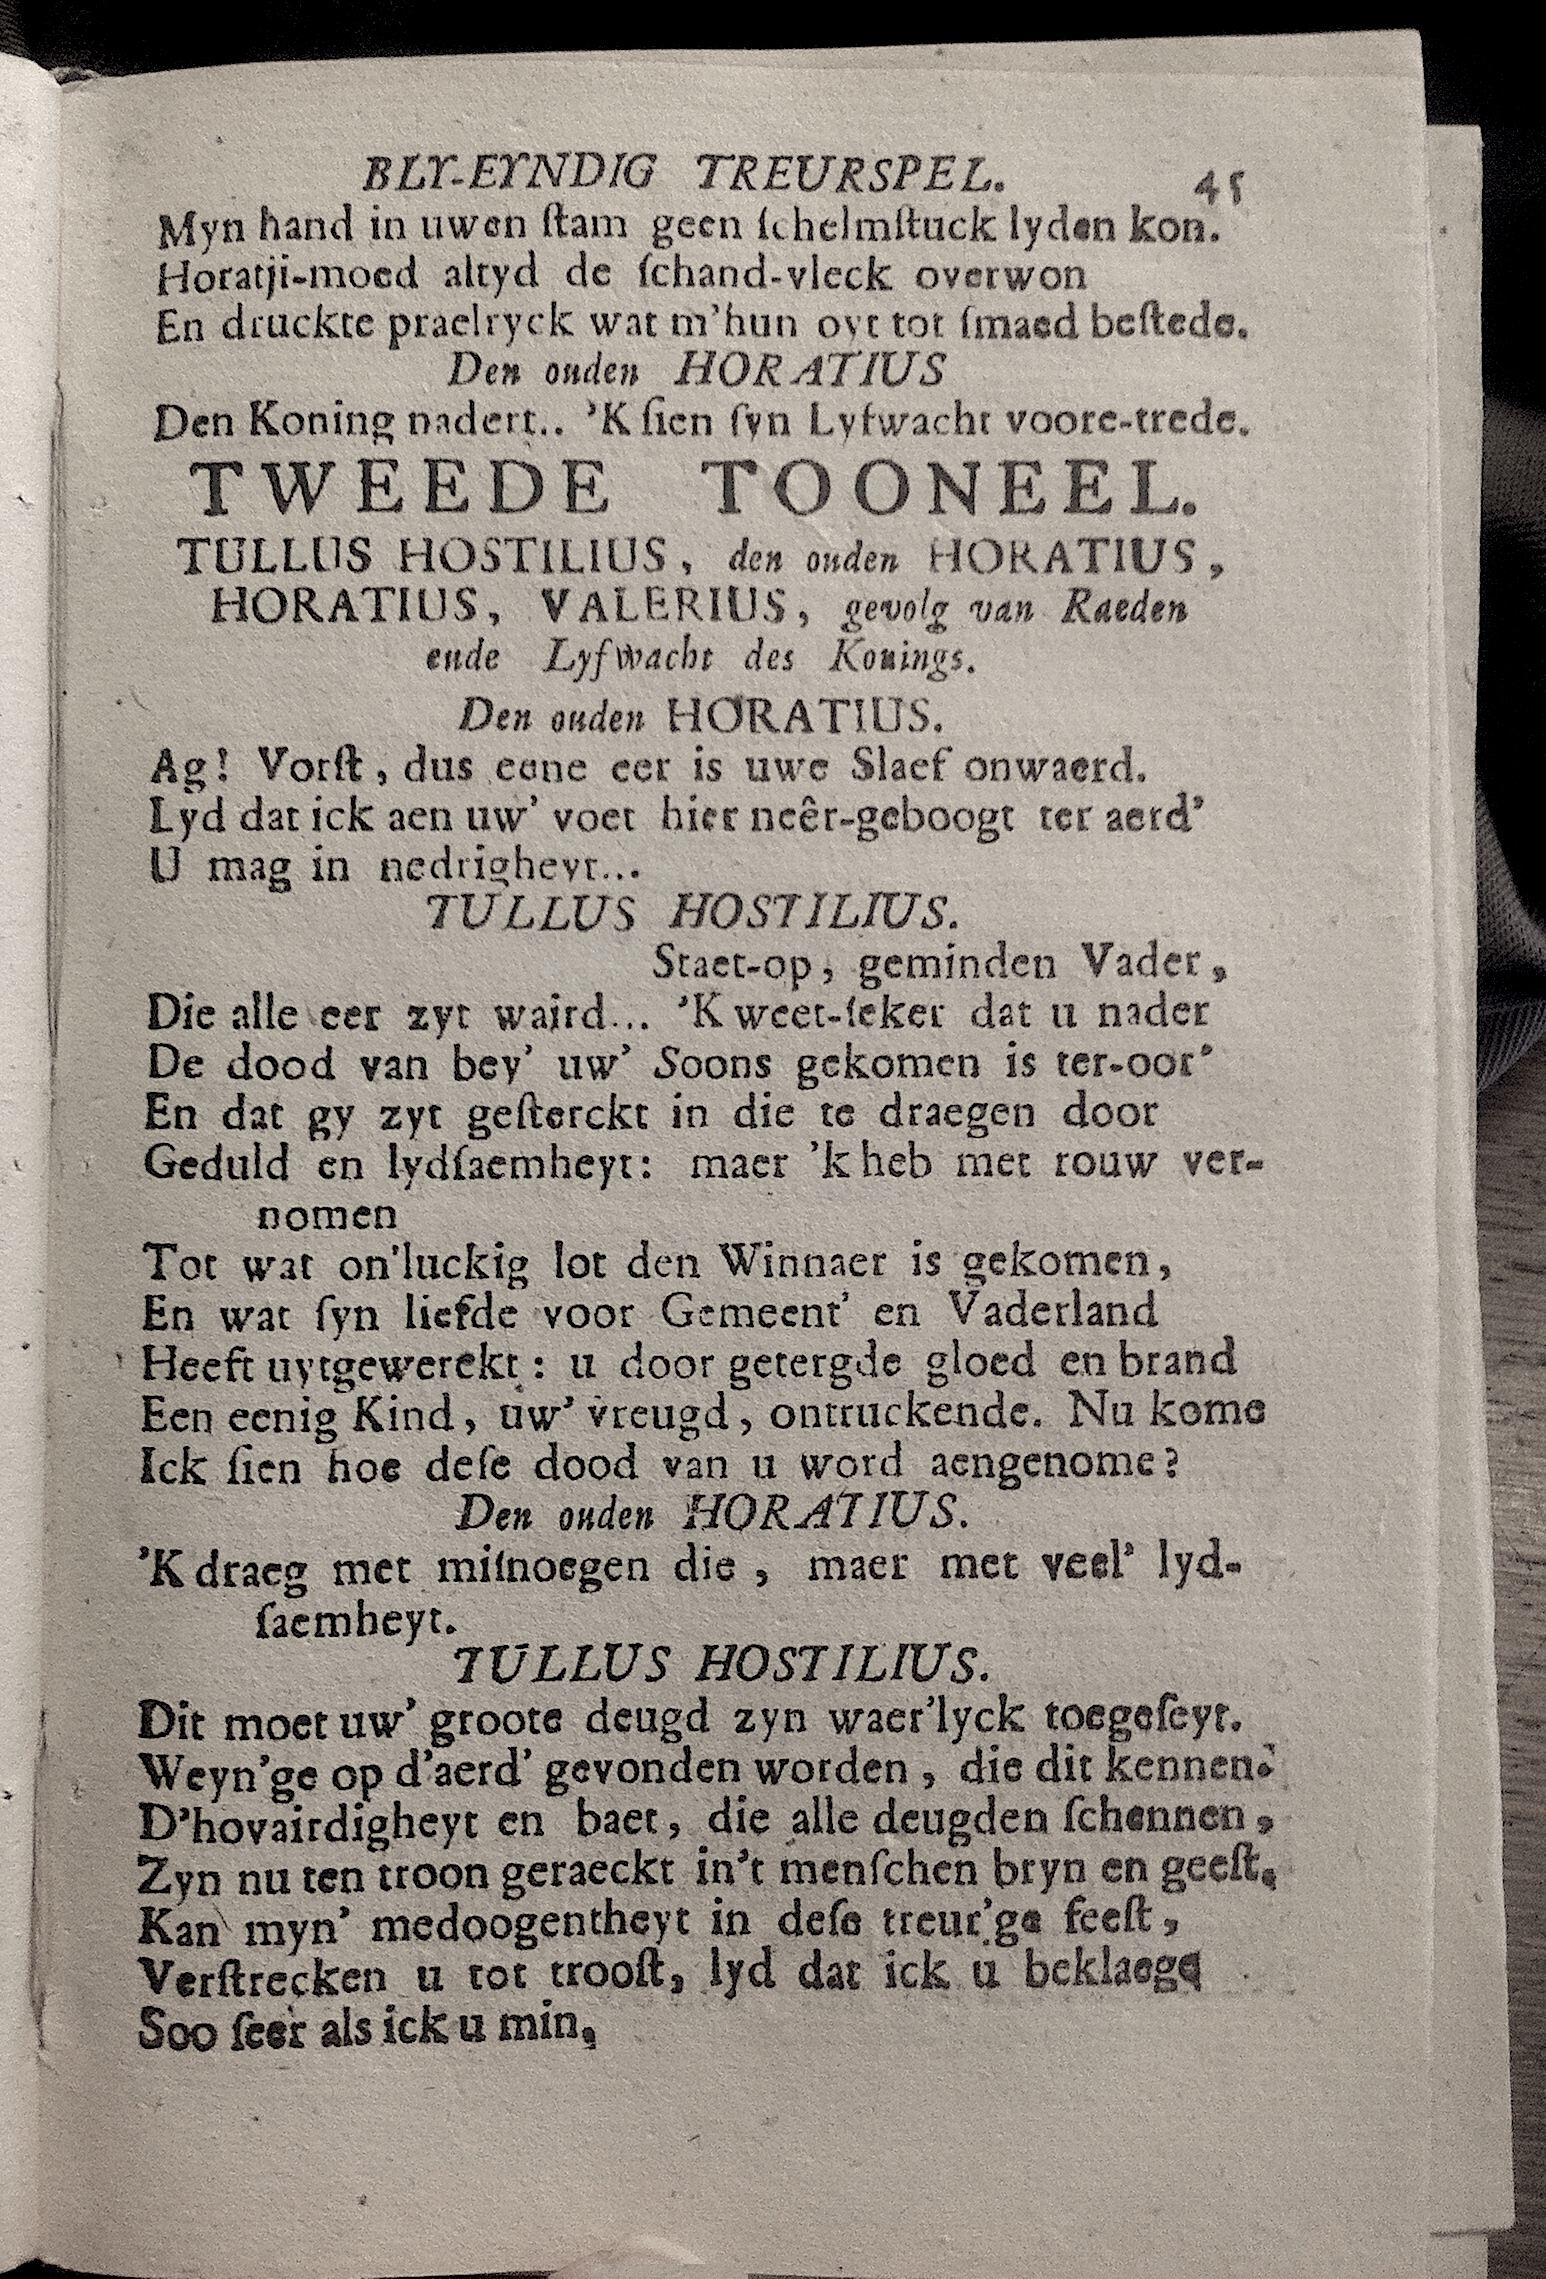 BLY-EYNDIG TREURSPEL. 45
Myn hand in uwen ſtam geen ſchelmſtuck lyden kon.
Horatji-moed altyd de ſchand-vleck overwon
En druckte praelryck wat m'hun oyt tot ſmaed beſtede.
Den ouden HORATIUS
Den Koning nadert.. 'K ſien ſyn Lyfwacht voore-trede.
TWEEDE TOONEEL.
TULLUS HOSTILIUS, den ouden HORATIUS,
HORATIUS, VALERIUS, gevolg van Raeden
ende Lyfwacht des Konings.
Den ouden HORATIUS.
Ag! Vorſt, dus eene eer is uwe Slaef onwaerd.
Lyd dat ick aen uw' voet hier neêr-geboogt ter aerd'
U mag in nedrigheyt...
TULLUS HOSTILIUS.
Staet-op, geminden Vader,
Die alle eer zyt waird... 'K weet-ſeker dat u nader
De dood van bey' uw' Soons gekomen is ter-oor'
En dat gy zyt geſterckt in die te draegen door
Geduld en lydſaemheyt: maer 'k heb met rouw ver-
nomen
Tot wat on'luckig lot den Winnaer is gekomen,
En wat ſyn liefde voor Gemeent' en Vaderland
Heeft uytgewerekt: u door getergde gloed en brand
Een eenig Kind, uw' vreugd, ontruckende. Nu kome
Ick ſien hoe deſe dood van u word aengenome?
Den ouden HORATIUS.
'K draeg met miſnoegen die, maer met veel' lyd-
ſaemheyt.
TULLUS HOSTILIUS.
Dit moet uw' groote deugd zyn waer'lyck toegeſeyt.
Weyn'ge op d'aerd' gevonden worden, die dit kennen:
D'hovairdigheyt en baet, die alle deugden ſchennen,
Zyn nu ten troon geraeckt in't menſchen bryn en geeſt.
Kan myn' medoogentheyt in deſe treur'ge feeſt,
Verſtrecken u tot trooſt, lyd dat ick u beklaege
Soo ſeer als ick u min.